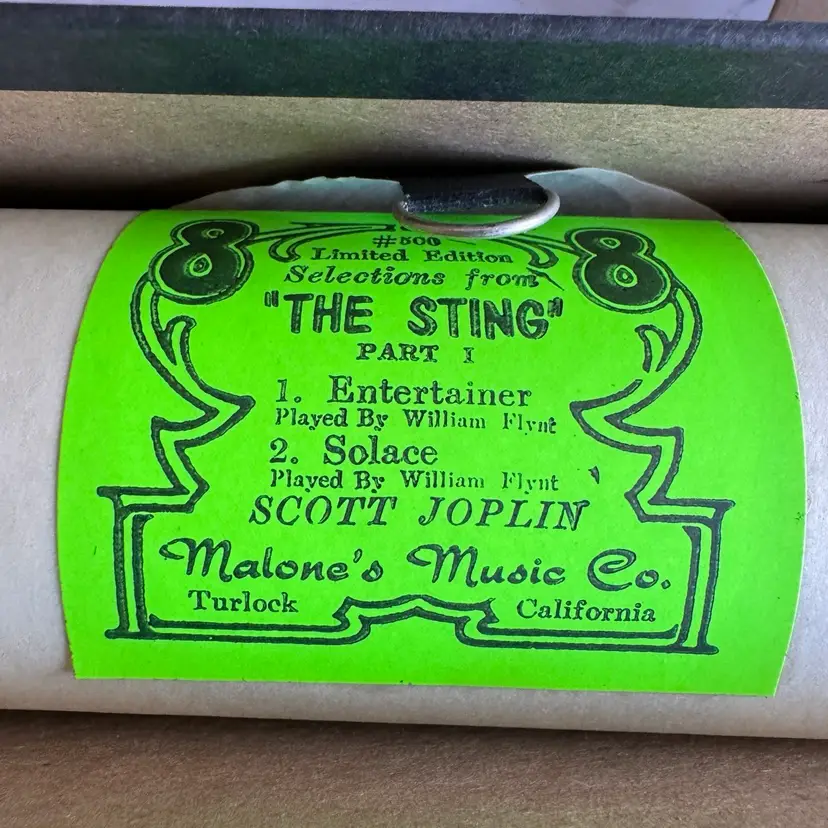 8 8
#500
Limited Edition
Selections from
"THE STING"
PART I
1. Entertainer
Played By William Flynt
2. Solace
Played By William Flynt
SCOTT JOPLIN
Malone's Music Co.
Turlock California